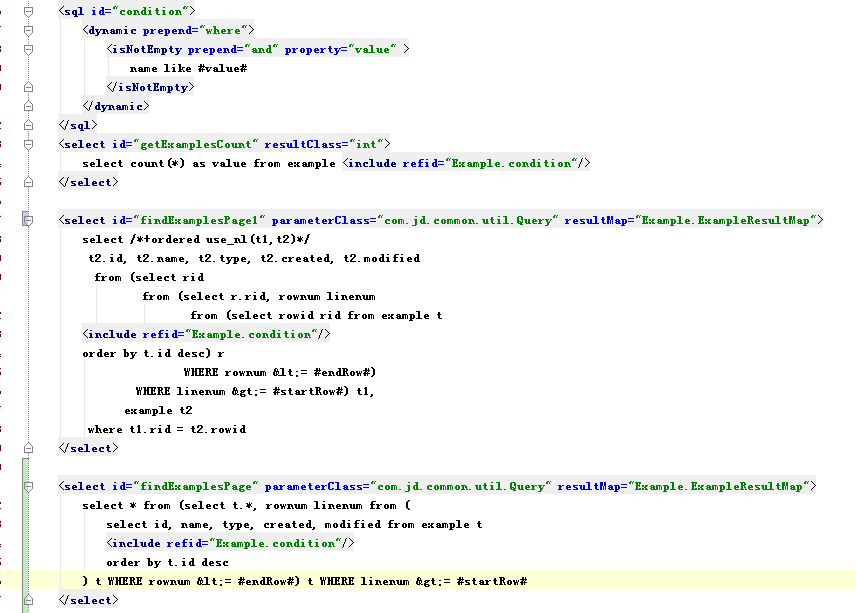 <sql id="condition">
<dynamic prepend="where">
<isNotEmpty prepend="and" property="value" >
name like #value#
</isNotEmpty>
</dynamic>
</sql>
<select id="getExamplesCount" resultClass="int">
select count(*) as value from example <include refid="Example.condition"/>
</select>
<select id="findExamplesPage1" parameterClass="com.jd.common.util.Query" resultMap="Example.ExampleResultMap">
select /*+ordered use_nl(t1,t2)*/
t2.id, t2.name, t2.type, t2.created, t2.modified
from (select rid
from (select r.rid, rownum linenum
from (select rowid rid from example t
<include refid="Example.condition"/>
order by t.id desc) r
WHERE rownum &lt;= #endRow#)
WHERE linenum &gt;= #startRow#) t1,
example t2
where t1.rid = t2.rowid
</select>
<select id="findExamplesPage" parameterClass="com.jd.common.util.Query" resultMap="Example.ExampleResultMap">
select * from (select t.*, rownum linenum from (
select id, name, type, created, modified from example t
<include refid="Example.condition"/>
order by t.id desc
) t WHERE rownum &lt;= #endRow#) t WHERE linenum &gt;= #startRow#
</select>